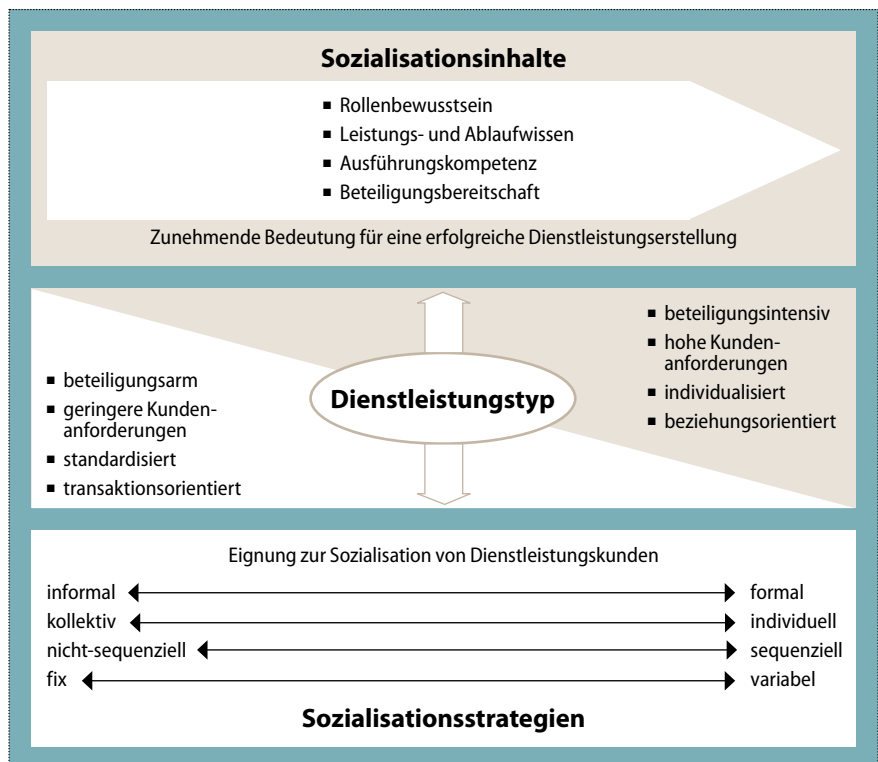 Sozialisationsinhalte
▪ Rollenbewusstsein
▪ Leistungs- und Ablaufwissen
▪ Ausführungskompetenz
▪ Beteiligungsbereitschaft
Zunehmende Bedeutung für eine erfolgreiche Dienstleistungserstellung
▪ beteiligungsarm
▪ geringere Kunden-
anforderungen
▪ standardisiert
▪ transaktionsorientiert
Dienstleistungstyp
▪ beteiligungsintensiv
▪ hohe Kunden-
anforderungen
▪ individualisiert
▪ beziehungsorientiert
Eignung zur Sozialisation von Dienstleistungskunden
informal formal
kollektiv individuell
nicht-sequenziell sequenziell
fix variabel
Sozialisationsstrategien